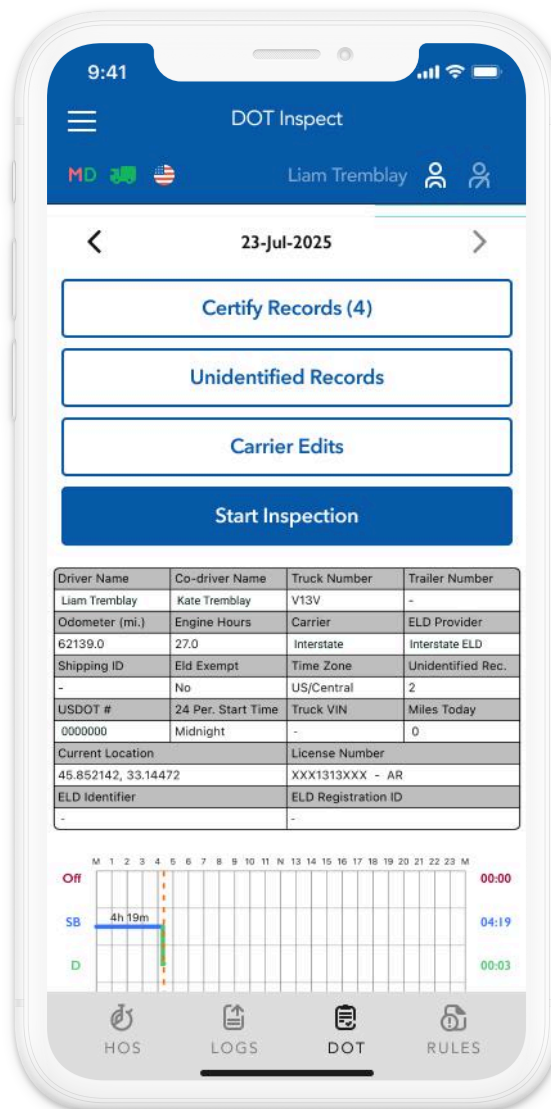 9:41
DOT Inspect
MD
Liam Tremblay
23-Jul-2025
Certify Records (4)
Unidentified Records
Carrier Edits
Start Inspection
Driver Name Co-driver Name Truck Number Trailer Number
Liam Tremblay Kate Tremblay V13V -
Odometer (mi.) Engine Hours Carrier ELD Provider
62139.0 27.0 Interstate Interstate ELD
Shipping ID Eld Exempt Time Zone Unidentified Rec.
- No US/Central 2
USDOT # 24 Per. Start Time Truck VIN Miles Today
0000000 Midnight - 0
Current Location License Number
45.852142, 33.14472 XXX1313XXX - AR
ELD Identifier ELD Registration ID
- -
M 1 2 3 4 5 6 7 8 9 10 11 N 13 14 15 16 17 18 19 20 21 22 23 M
Off 00:00
SB 4h 19m 04:19
D 00:03
HOS LOGS DOT RULES